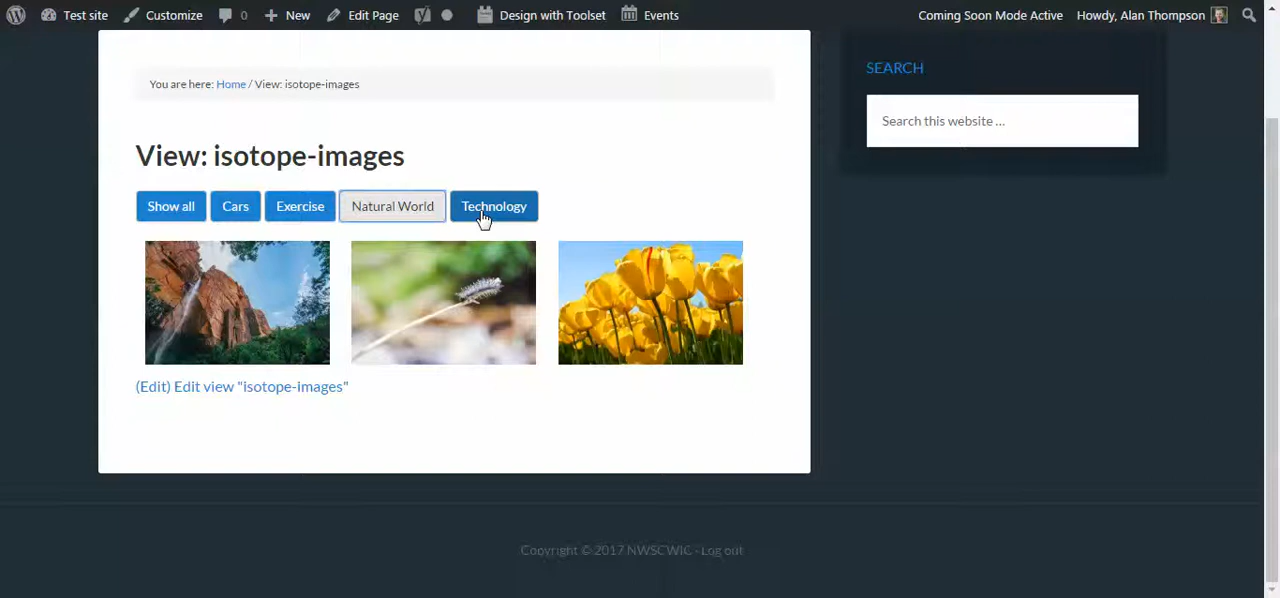 Test site Customize 0 New Edit Page Design with Toolset Events Coming Soon Mode Active Howdy, Alan Thompson
You are here: Home / View: isotope-images
SEARCH
Search this website ...
View: isotope-images
Show all Cars Exercise Natural World Technology
(Edit) Edit view "isotope-images"
Copyright © 2017 NWSCWIC · Log out